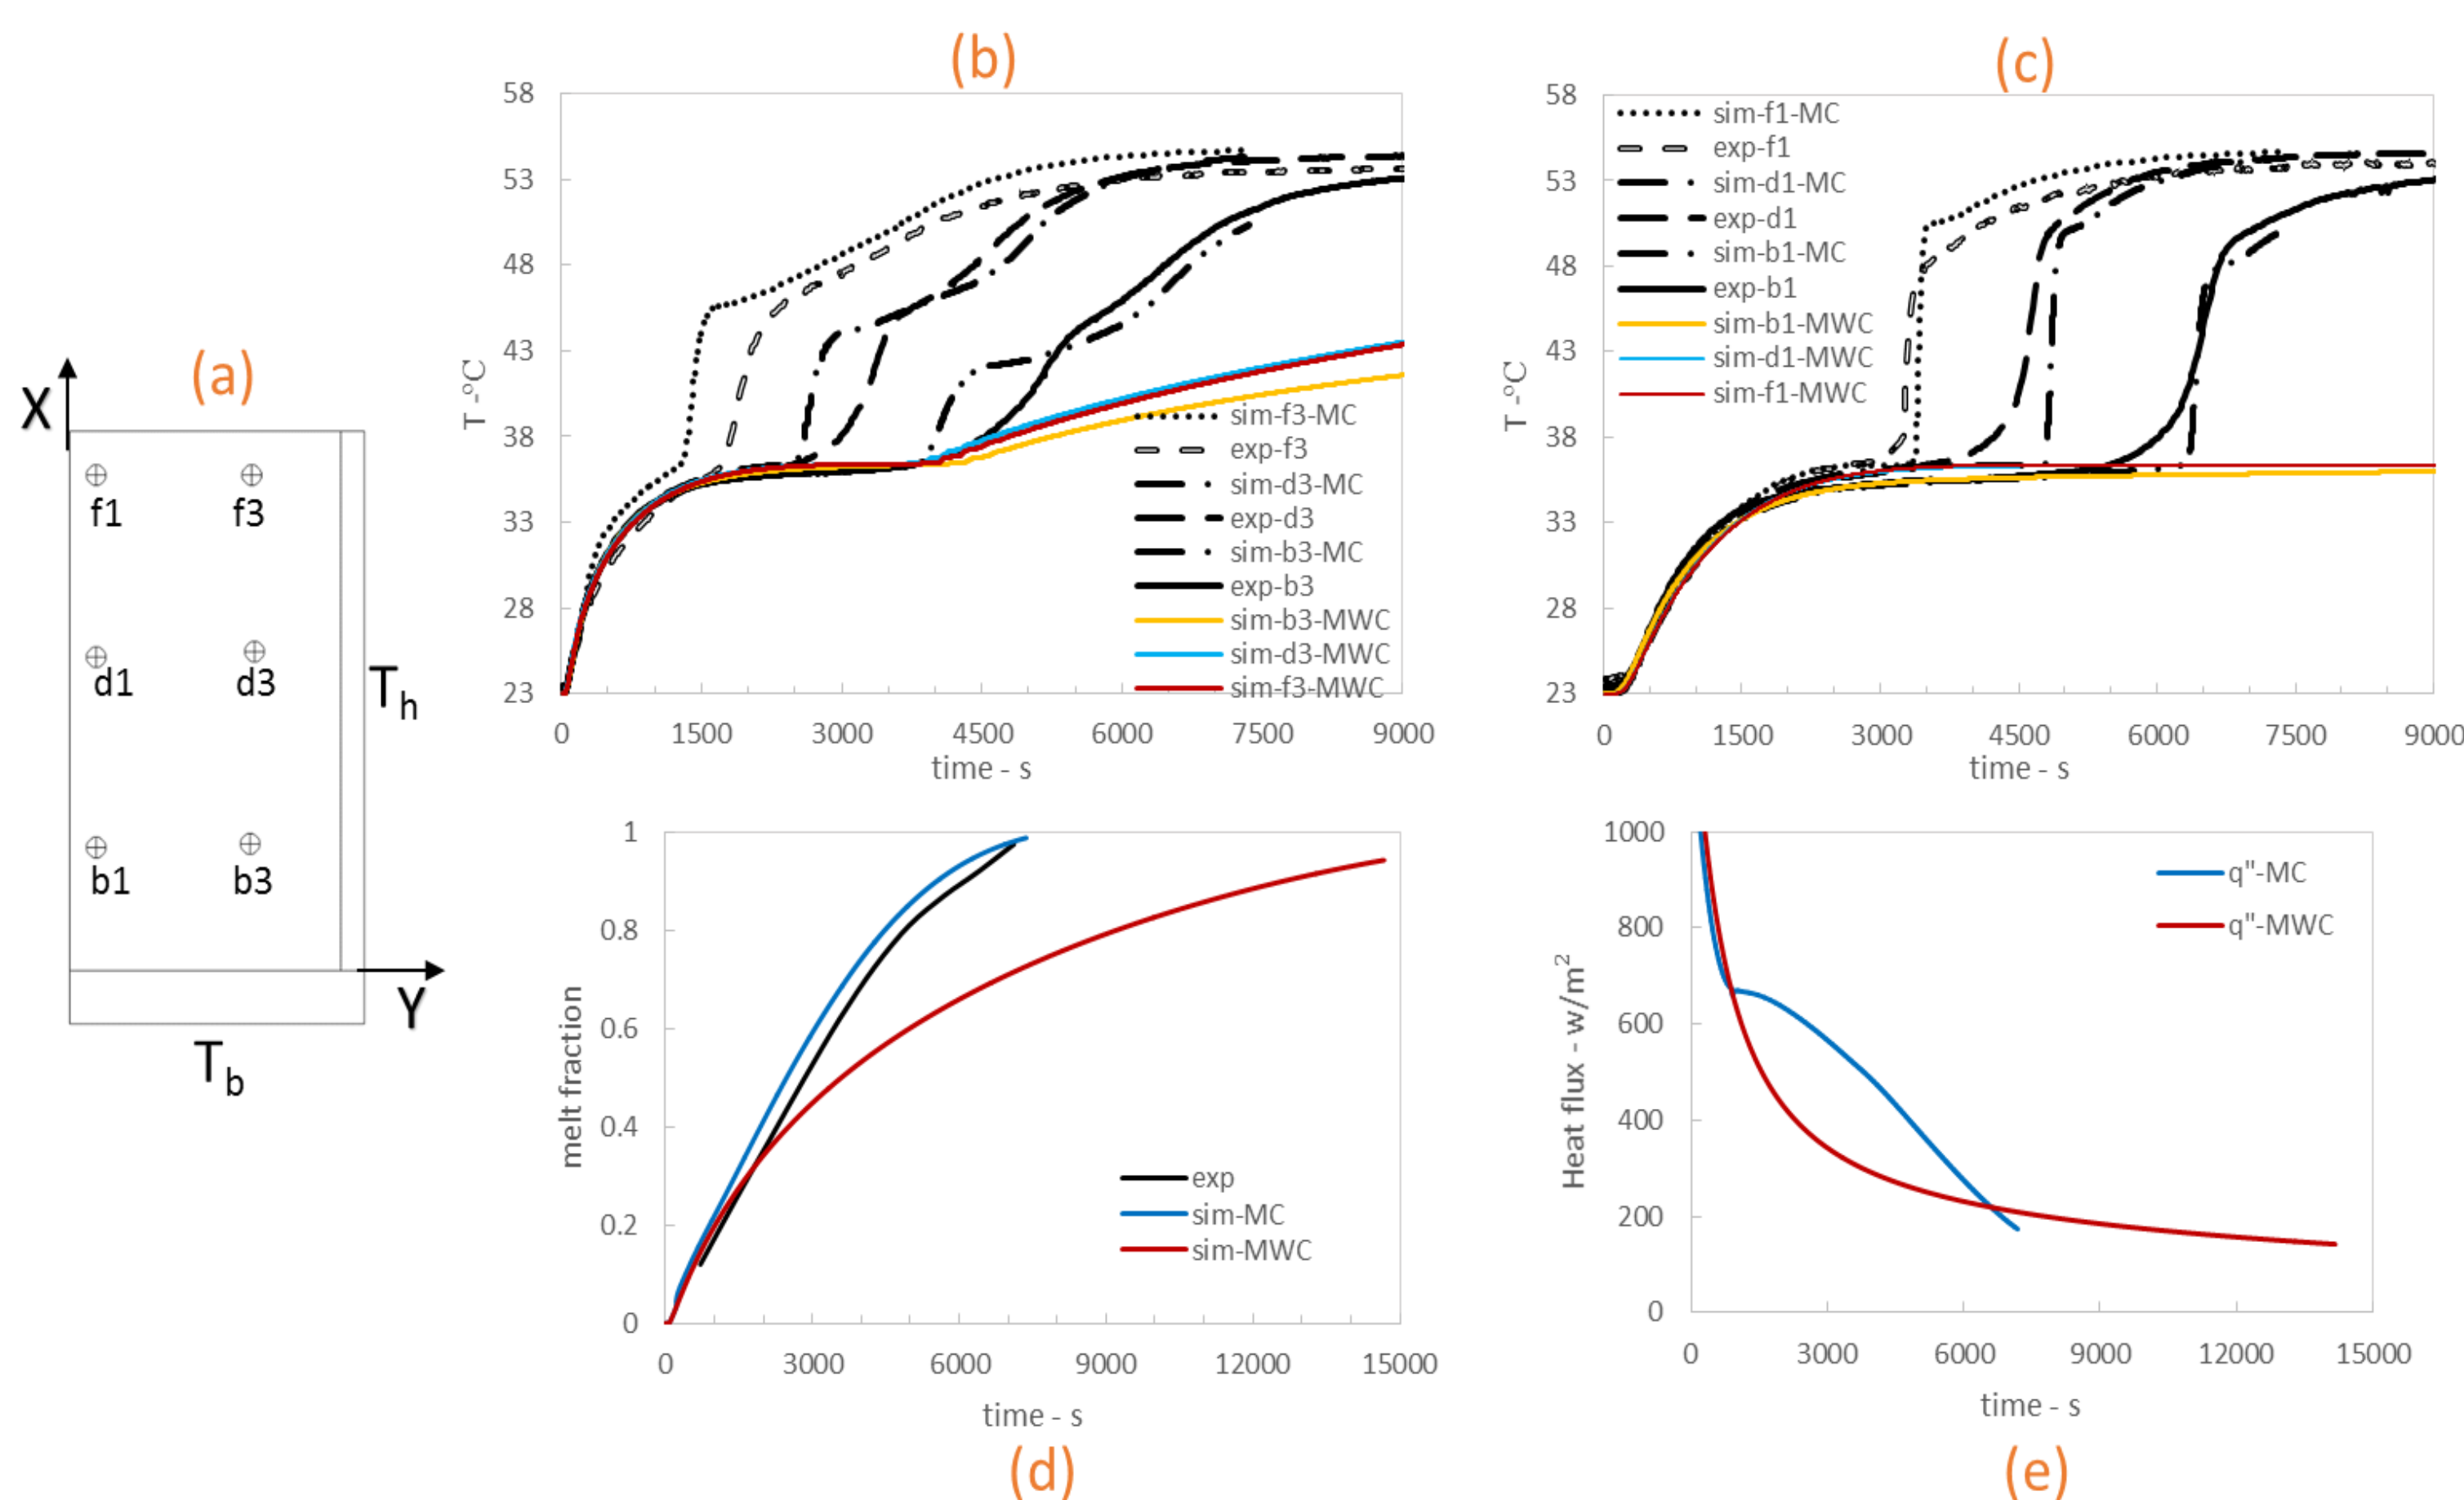 (a)
X
f1
f3
d1
d3
b1
b3
T_h
Y
T_b
(b)
58
53
48
43
38
33
28
23
T -ºC
0
1500
3000
4500
6000
7500
9000
time - s
sim-f3-MC
exp-f3
sim-d3-MC
exp-d3
sim-b3-MC
exp-b3
sim-b3-MWC
sim-d3-MWC
sim-f3-MWC
(c)
58
53
48
43
38
33
28
23
T -ºC
0
1500
3000
4500
6000
7500
9000
time - s
sim-f1-MC
exp-f1
sim-d1-MC
exp-d1
sim-b1-MC
exp-b1
sim-b1-MWC
sim-d1-MWC
sim-f1-MWC
1
0.8
0.6
0.4
0.2
0
melt fraction
0
3000
6000
9000
12000
15000
time - s
exp
sim-MC
sim-MWC
(d)
1000
800
600
400
200
0
Heat flux - w/m²
0
3000
6000
9000
12000
15000
time - s
q"-MC
q"-MWC
(e)